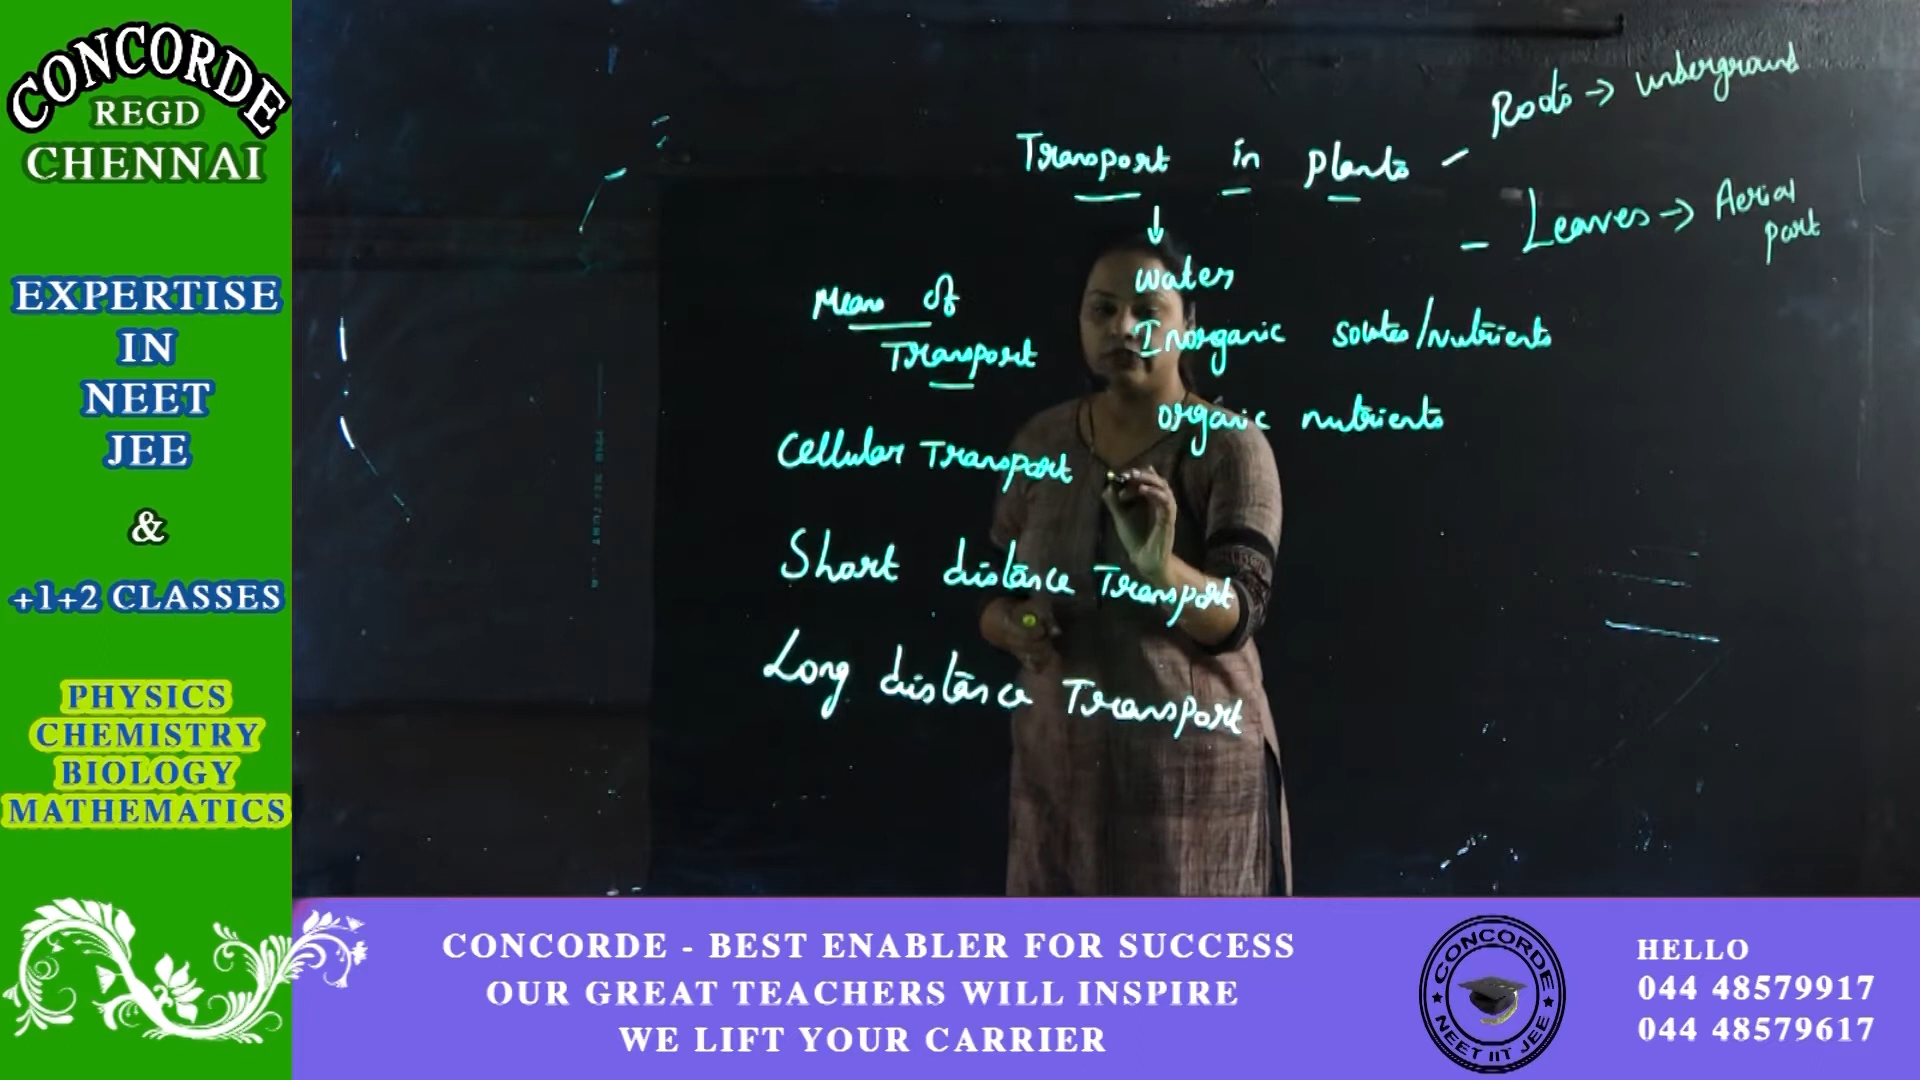 CONCORDE
REGD
CHENNAI
EXPERTISE
IN
NEET
JEE
&
+1+2 CLASSES
PHYSICS
CHEMISTRY
BIOLOGY
MATHEMATICS
Transport in plants - Roots → underground
- Leaves → Aerial part
↓
water
Inorganic solutes/nutrients
organic nutrients
Means of
Transport
Cellular Transport
Short distance Transport
Long distance Transport
CONCORDE - BEST ENABLER FOR SUCCESS
OUR GREAT TEACHERS WILL INSPIRE
WE LIFT YOUR CARRIER
CONCORDE
NEET IIT JEE
HELLO
044 48579917
044 48579617